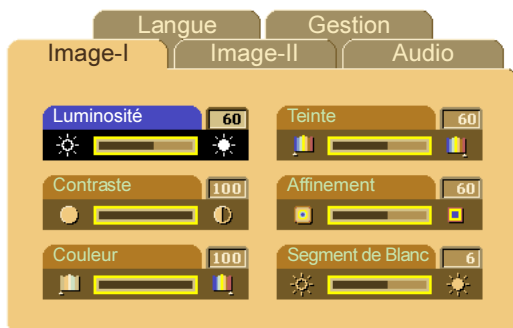 Langue Gestion
Image-I Image-II Audio
Luminosité 60
Teinte 60
Contraste 100
Affinement 60
Couleur 100
Segment de Blanc 6